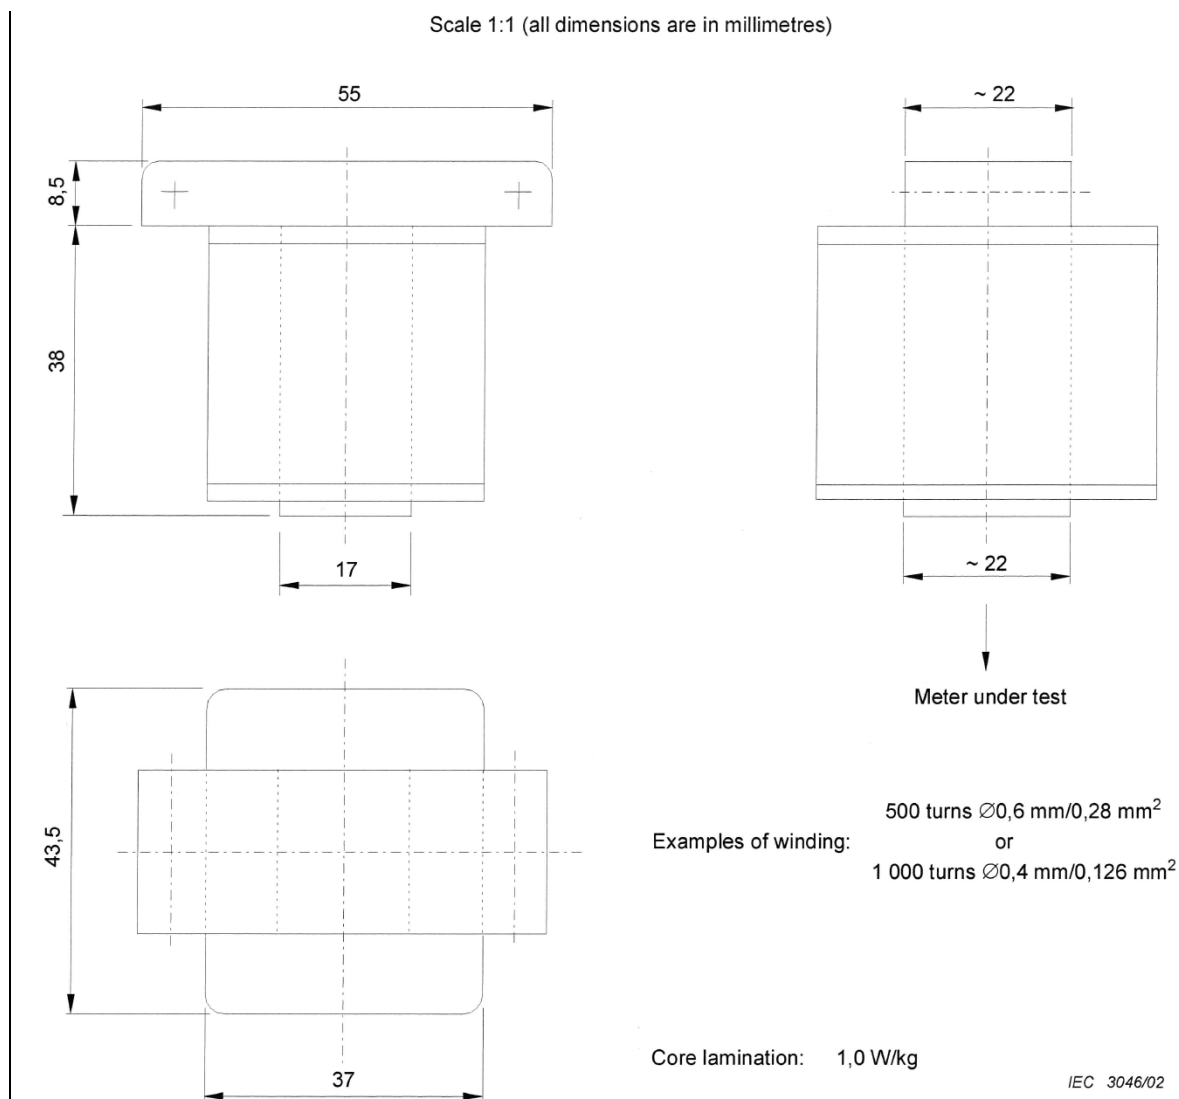 Scale 1:1 (all dimensions are in millimetres)
55
~ 22
8,5
38
17
~ 22
Meter under test
43,5
500 turns ∅0,6 mm/0,28 mm²
Examples of winding:
or
1 000 turns ∅0,4 mm/0,126 mm²
Core lamination: 1,0 W/kg
37
IEC 3046/02